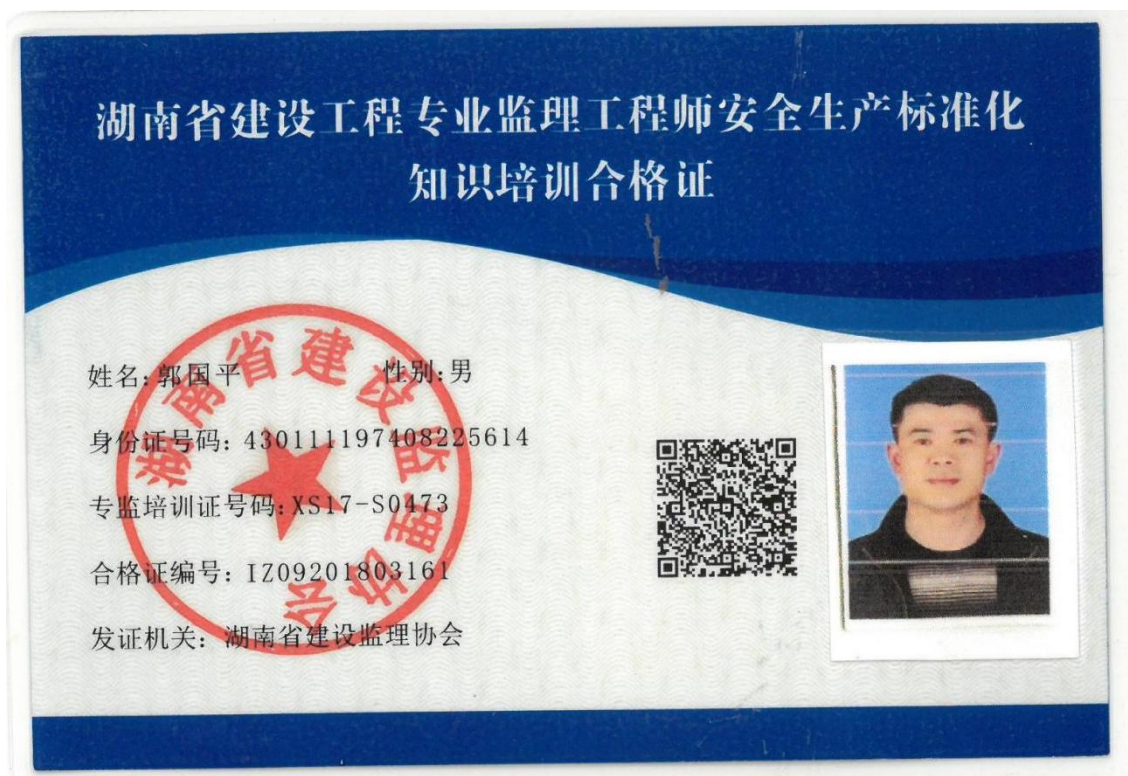 湖南省建设工程专业监理工程师安全生产标准化
知识培训合格证
姓名:郭国平 性别:男
身份证号码:430111197408225614
专监培训证号码:XS17-S0473
合格证编号:IZ09201803161
发证机关:湖南省建设监理协会
湖南省建设监理协会